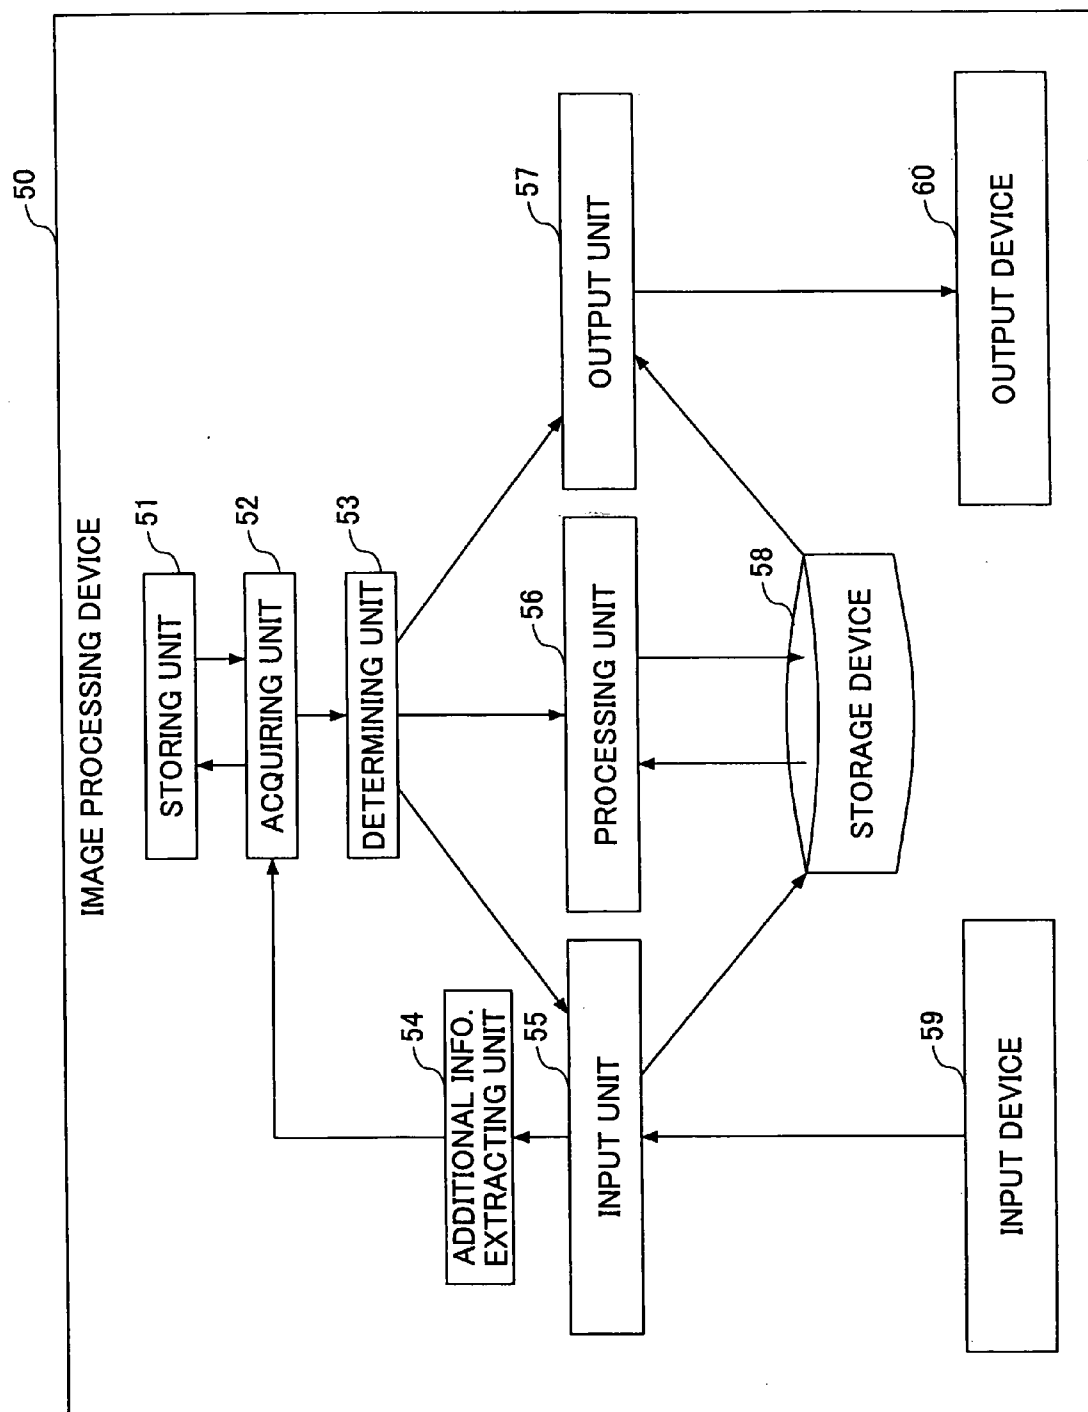 50
IMAGE PROCESSING DEVICE
51
STORING UNIT
52
ACQUIRING UNIT
53
DETERMINING UNIT
54
ADDITIONAL INFO.
EXTRACTING UNIT
55
INPUT UNIT
56
PROCESSING UNIT
57
OUTPUT UNIT
58
STORAGE DEVICE
59
INPUT DEVICE
60
OUTPUT DEVICE